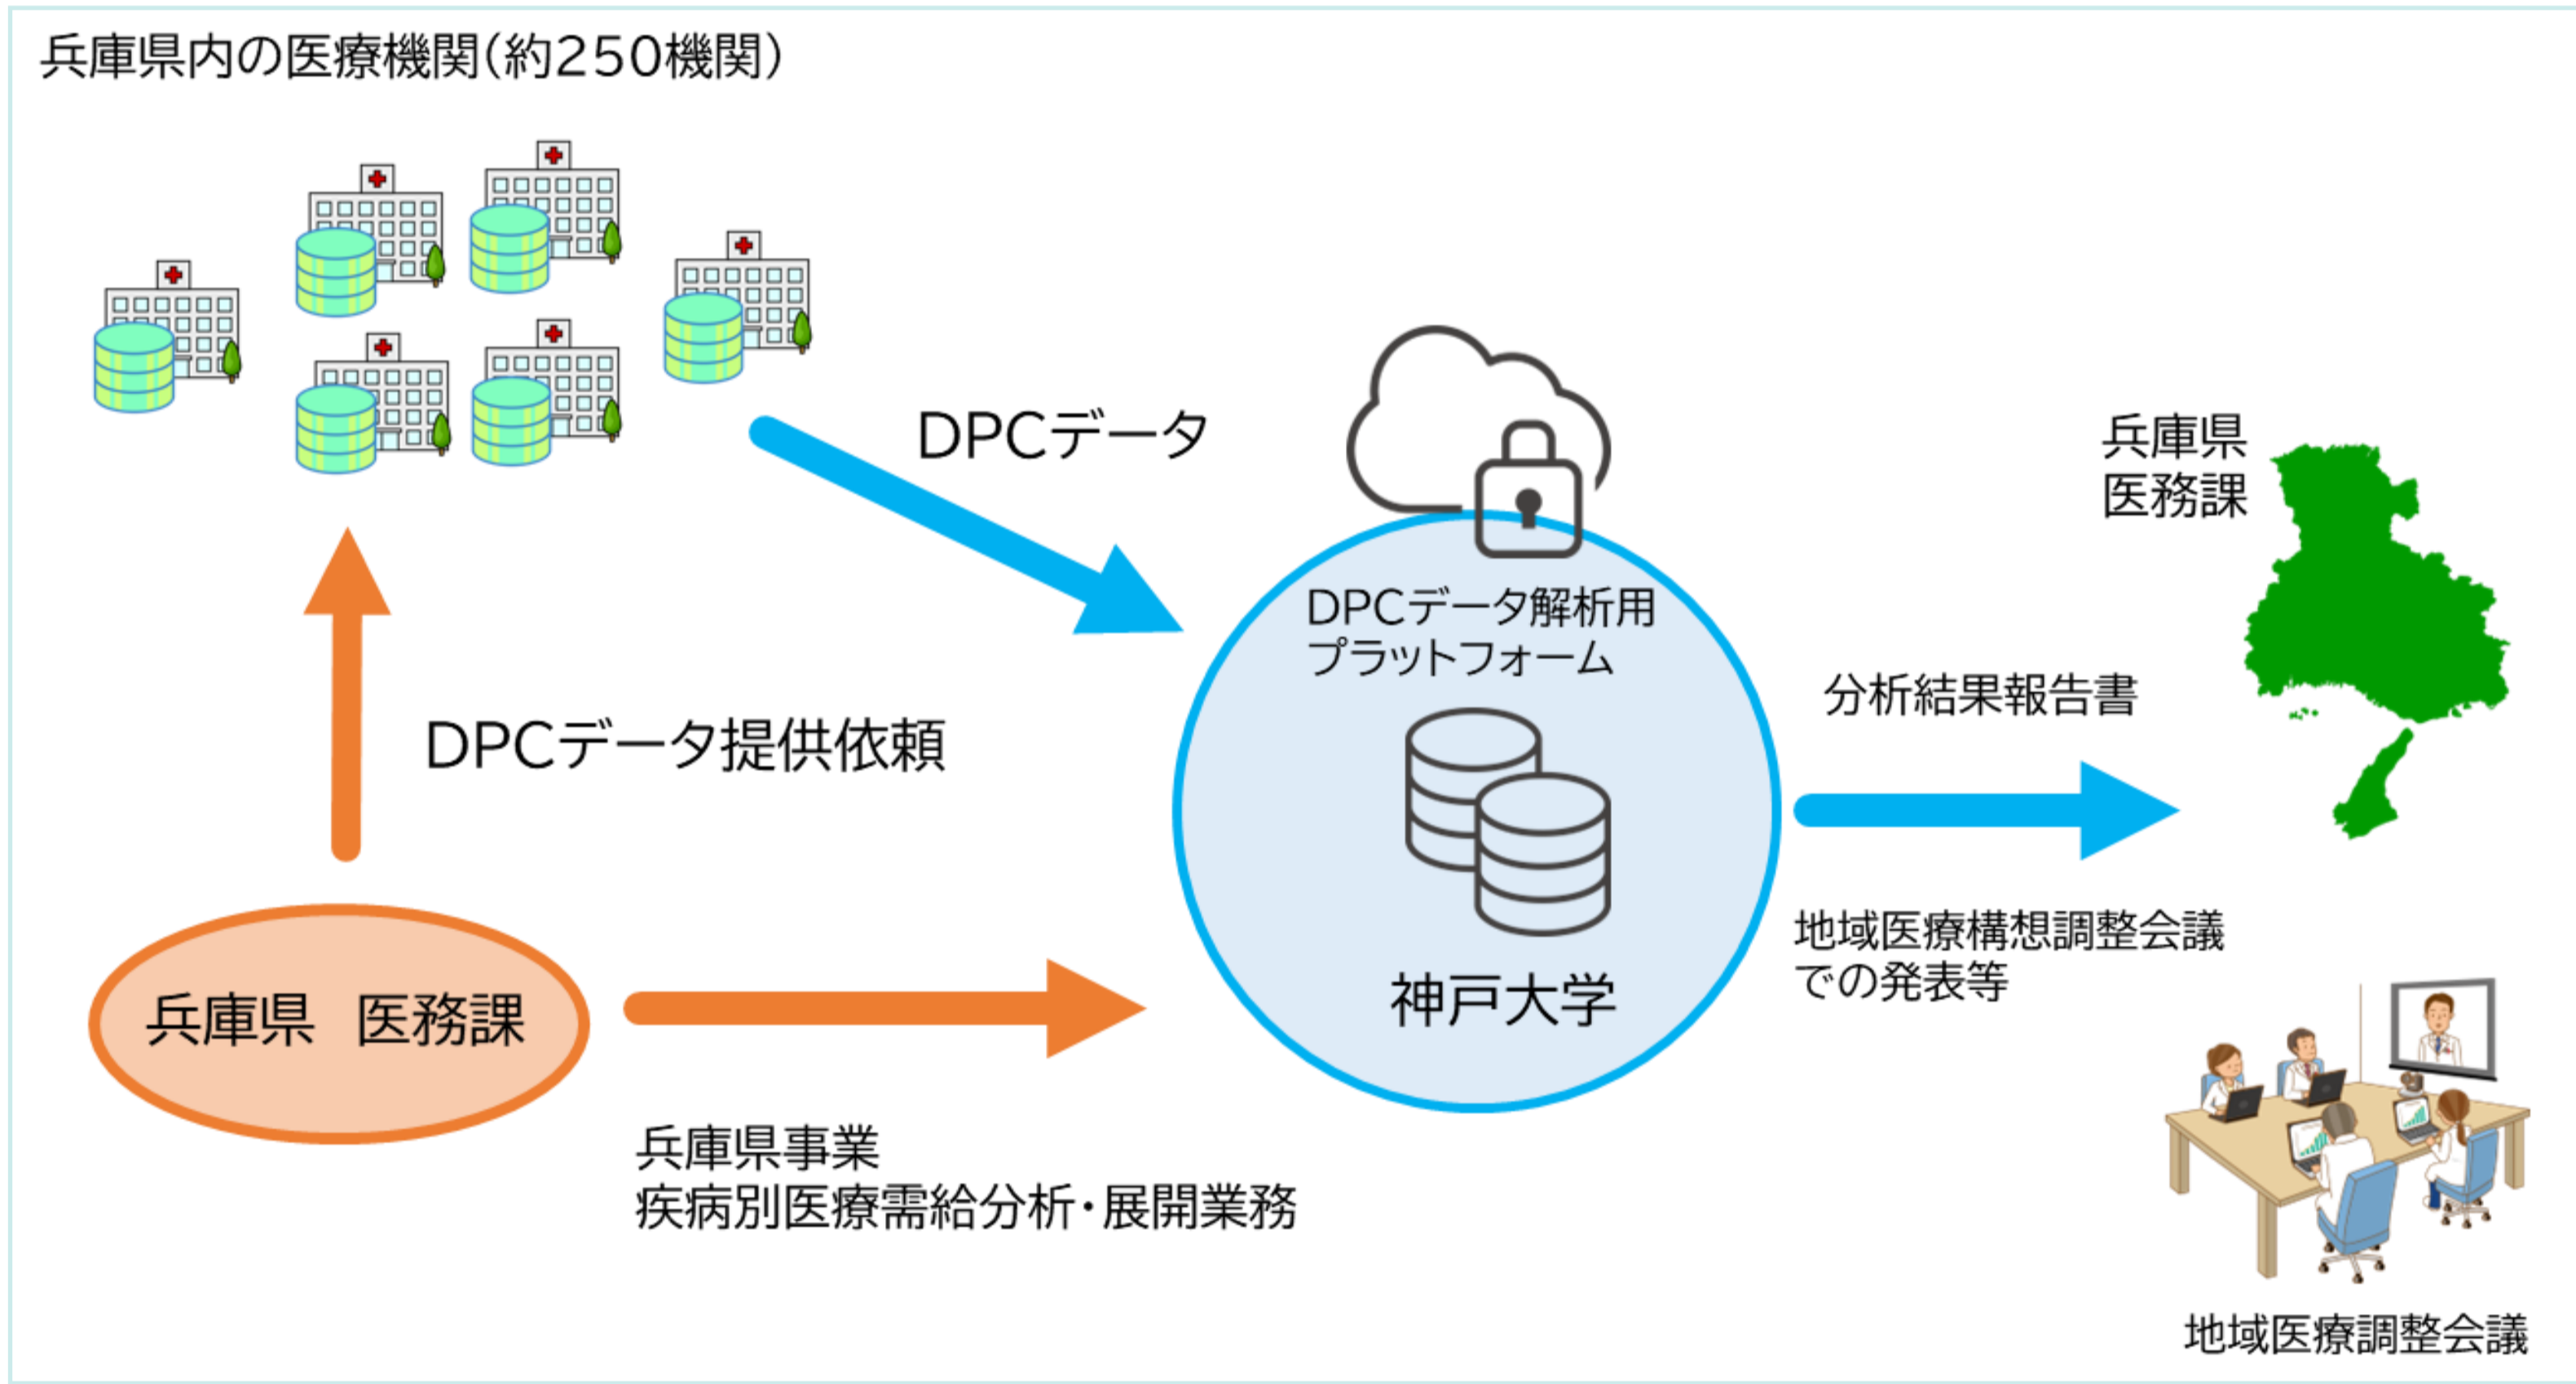 兵庫県内の医療機関(約250機関)
DPCデータ
DPCデータ提供依頼
兵庫県　医務課
兵庫県事業
疾病別医療需給分析・展開業務
DPCデータ解析用
プラットフォーム
神戸大学
分析結果報告書
地域医療構想調整会議
での発表等
兵庫県
医務課
地域医療調整会議